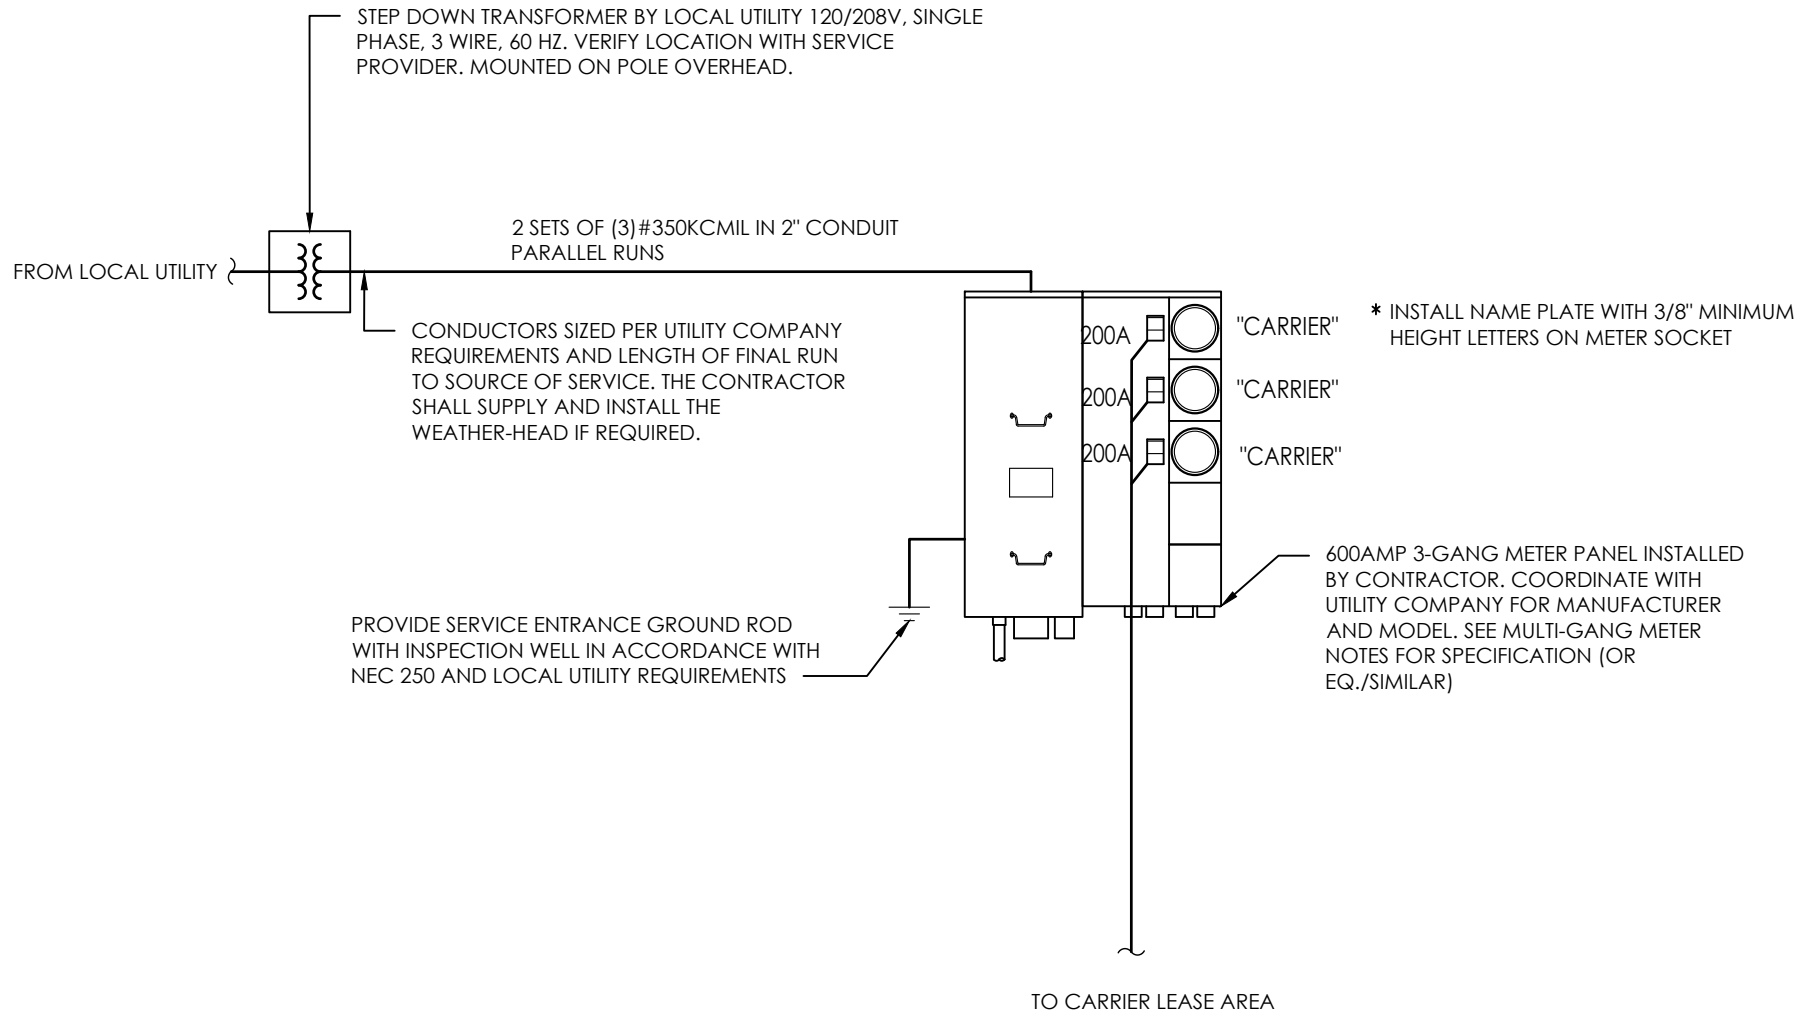 STEP DOWN TRANSFORMER BY LOCAL UTILITY 120/208V, SINGLE
PHASE, 3 WIRE, 60 HZ. VERIFY LOCATION WITH SERVICE
PROVIDER. MOUNTED ON POLE OVERHEAD.
2 SETS OF (3)#350KCMIL IN 2" CONDUIT
PARALLEL RUNS
FROM LOCAL UTILITY
CONDUCTORS SIZED PER UTILITY COMPANY
REQUIREMENTS AND LENGTH OF FINAL RUN
TO SOURCE OF SERVICE. THE CONTRACTOR
SHALL SUPPLY AND INSTALL THE
WEATHER-HEAD IF REQUIRED.
200A
"CARRIER"
* INSTALL NAME PLATE WITH 3/8" MINIMUM
HEIGHT LETTERS ON METER SOCKET
200A
"CARRIER"
200A
"CARRIER"
600AMP 3-GANG METER PANEL INSTALLED
BY CONTRACTOR. COORDINATE WITH
UTILITY COMPANY FOR MANUFACTURER
AND MODEL. SEE MULTI-GANG METER
NOTES FOR SPECIFICATION (OR
EQ./SIMILAR)
PROVIDE SERVICE ENTRANCE GROUND ROD
WITH INSPECTION WELL IN ACCORDANCE WITH
NEC 250 AND LOCAL UTILITY REQUIREMENTS
TO CARRIER LEASE AREA